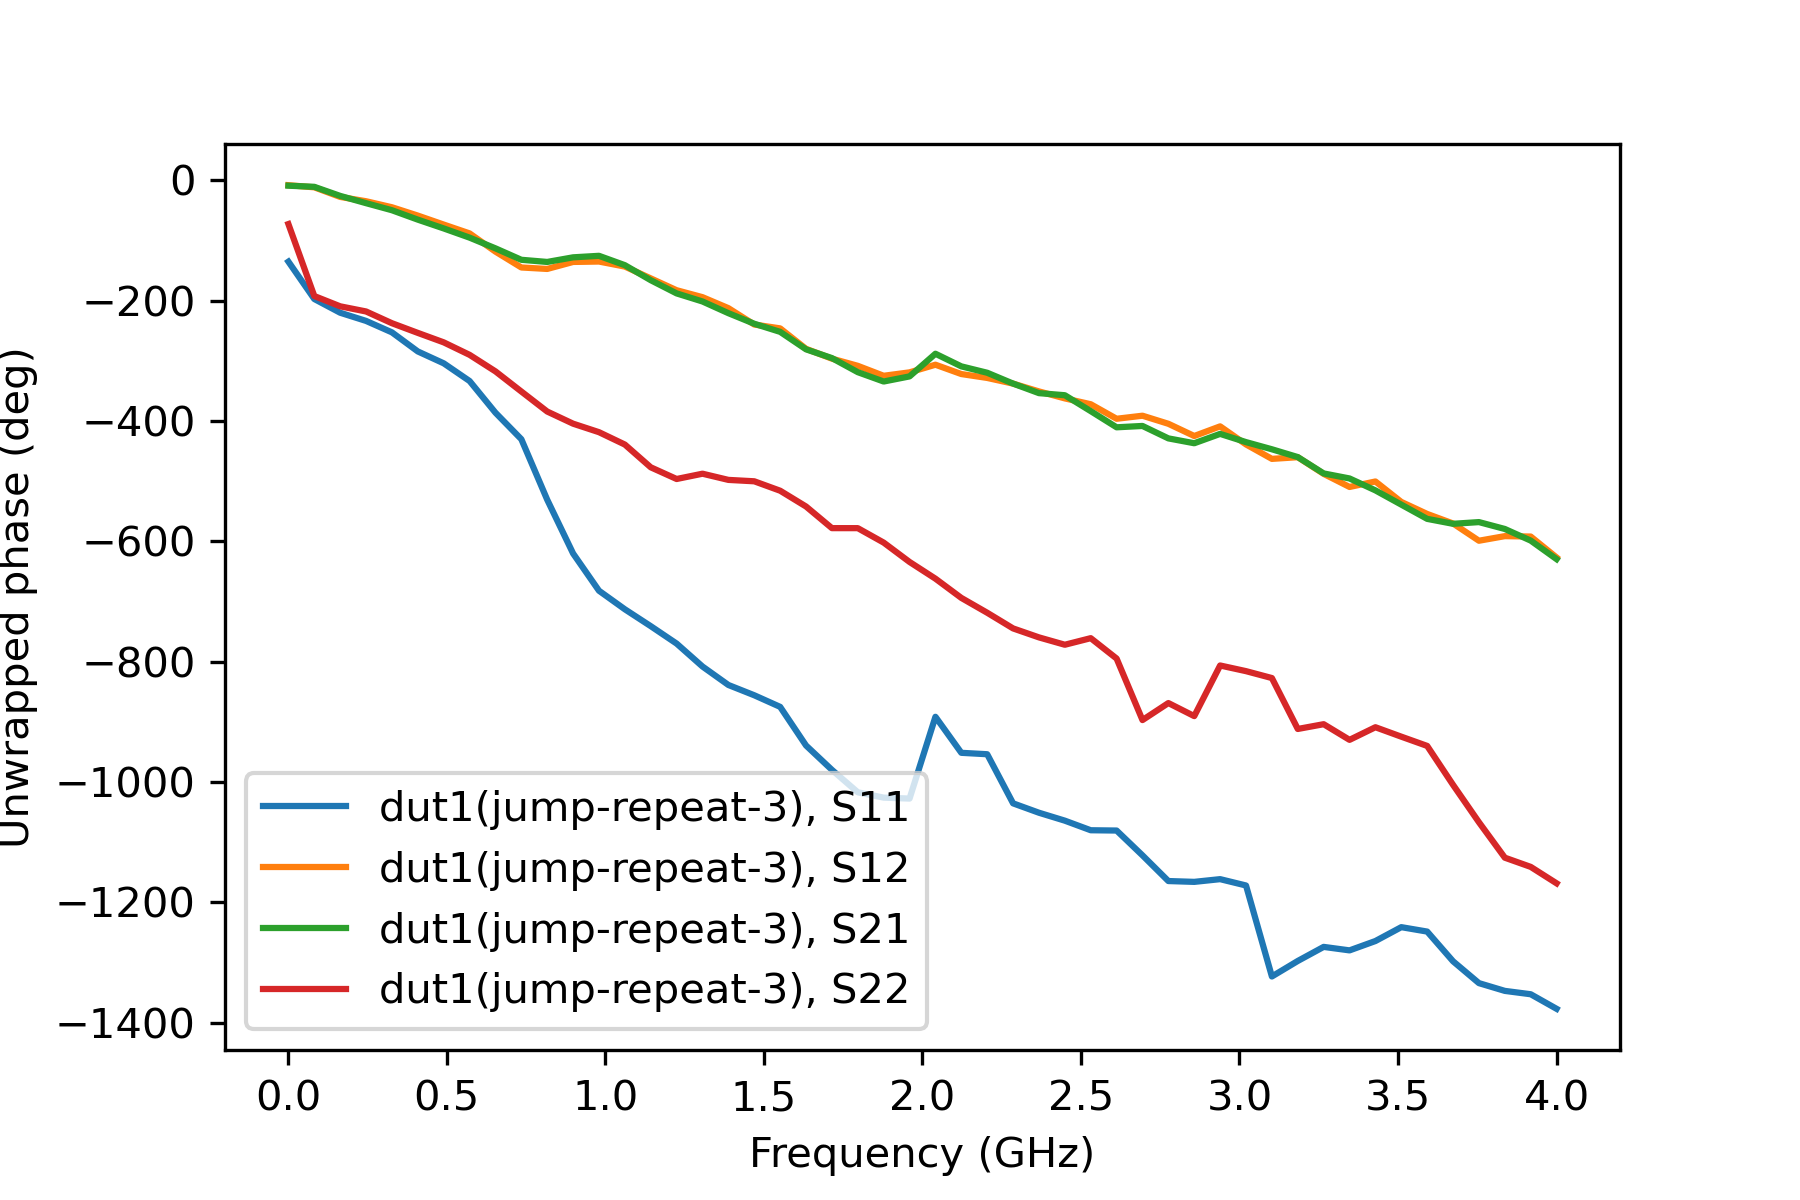 0
−200
−400
−600
−800
−1000
−1200
−1400
Unwrapped phase (deg)
dut1(jump-repeat-3), S11
dut1(jump-repeat-3), S12
dut1(jump-repeat-3), S21
dut1(jump-repeat-3), S22
0.0 0.5 1.0 1.5 2.0 2.5 3.0 3.5 4.0
Frequency (GHz)